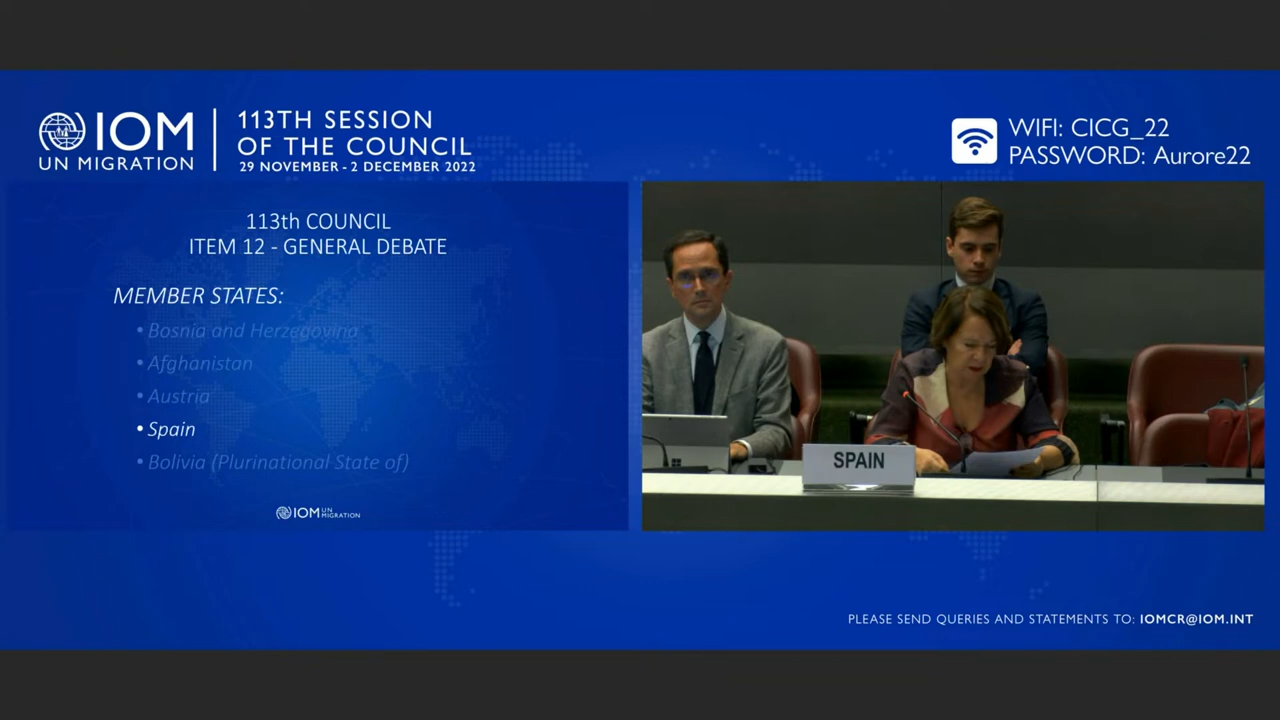 IOM
UN MIGRATION
113TH SESSION
OF THE COUNCIL
29 NOVEMBER - 2 DECEMBER 2022
WIFI: CICG_22
PASSWORD: Aurore22
113th COUNCIL
ITEM 12 - GENERAL DEBATE
MEMBER STATES:
• Bosnia and Herzegovina
• Afghanistan
• Austria
• Spain
• Bolivia (Plurinational State of)
IOM UN MIGRATION
SPAIN
PLEASE SEND QUERIES AND STATEMENTS TO: IOMCR@IOM.INT